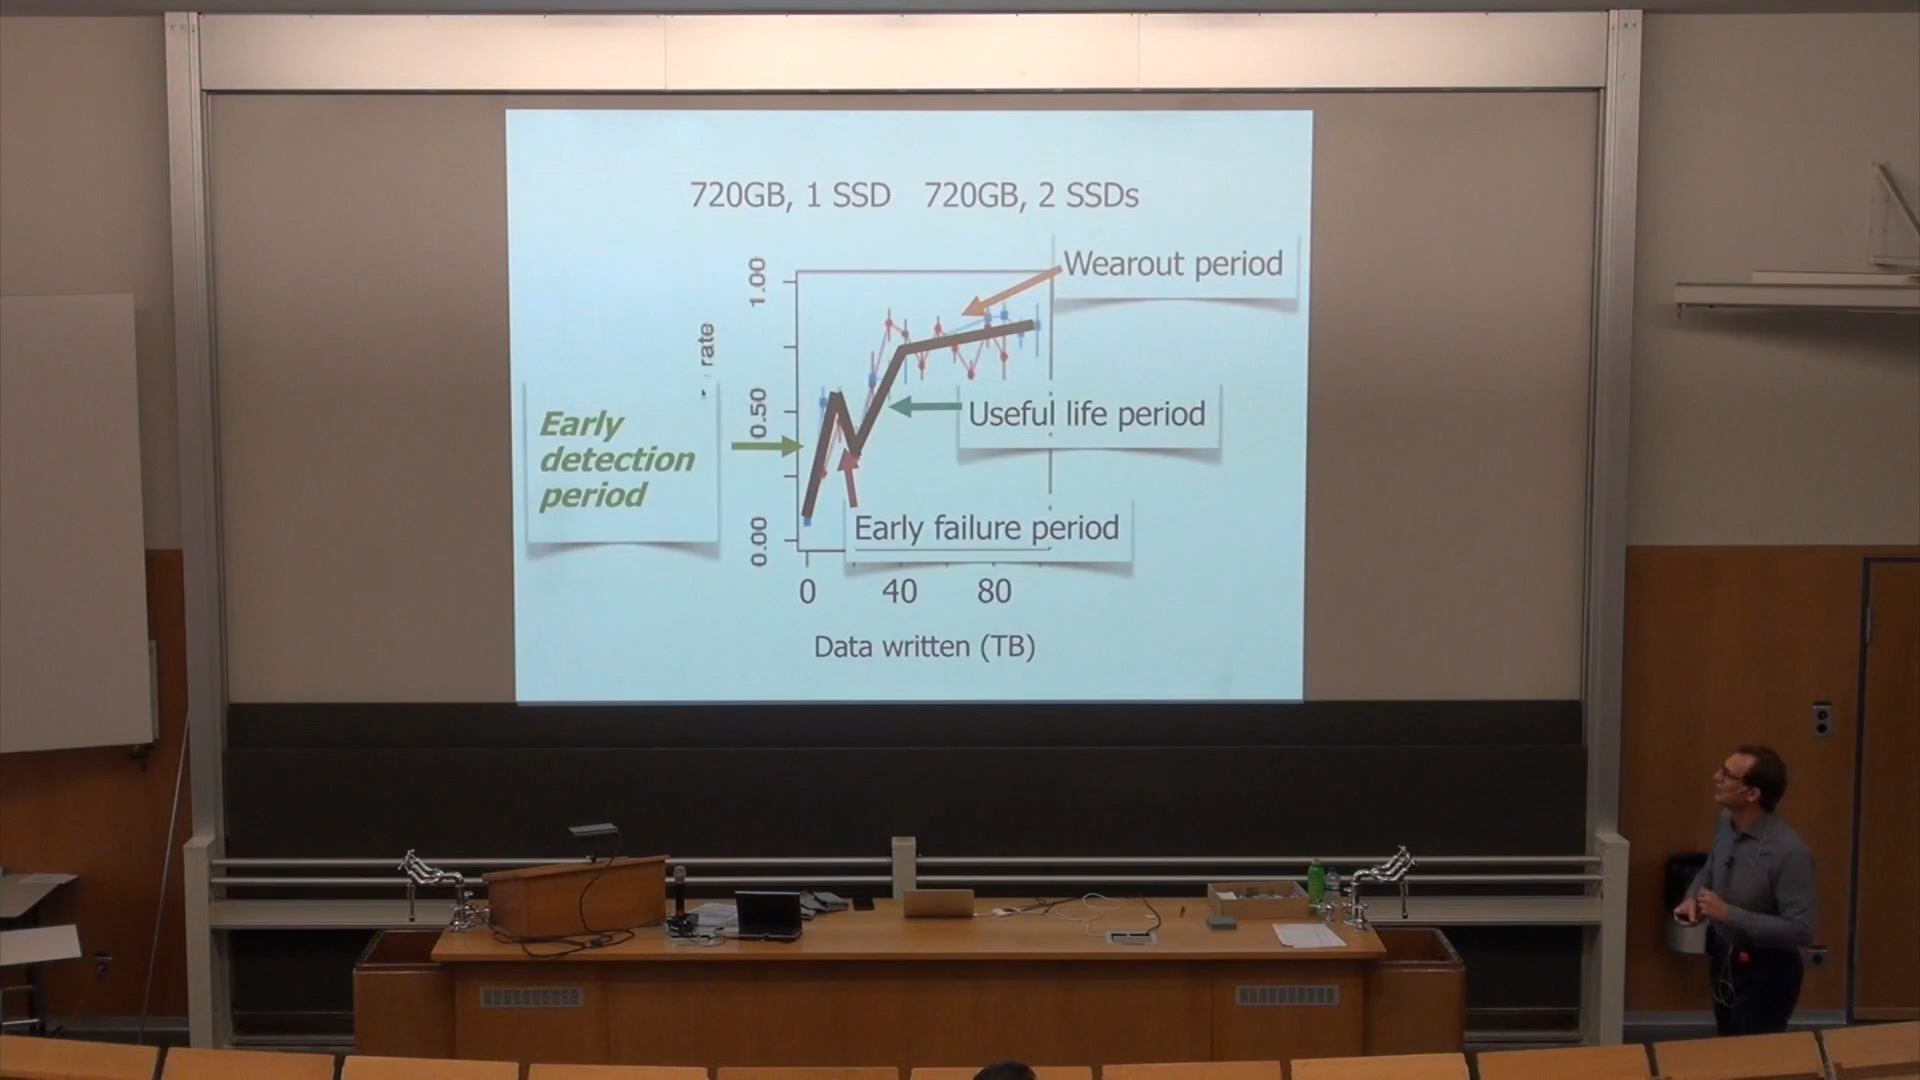 720GB, 1 SSD 720GB, 2 SSDs
Wearout period
1.00
rate
0.50
Useful life period
Early
detection
period
Early failure period
0.00
0 40 80
Data written (TB)